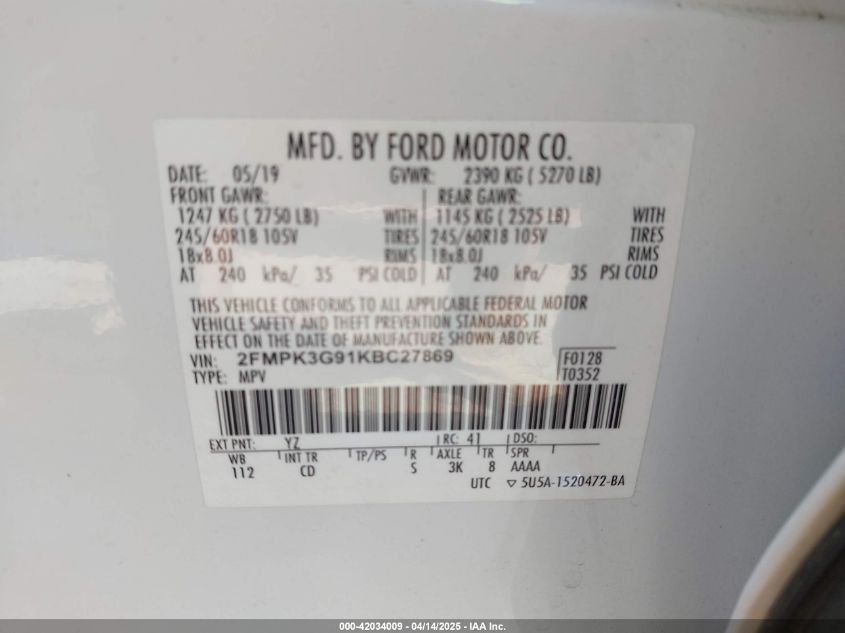 MFD. BY FORD MOTOR CO.
DATE: 05/19 GVWR: 2390 KG ( 5270 LB)
FRONT GAWR: REAR GAWR:
1247 KG ( 2750 LB) WITH 1145 KG ( 2525 LB) WITH
245/60R18 105V TIRES 245/60R18 105V TIRES
18x8.0J RIMS 18x8.0J RIMS
AT 240 kPa/ 35 PSI COLD AT 240 kPa/ 35 PSI COLD
THIS VEHICLE CONFORMS TO ALL APPLICABLE FEDERAL MOTOR
VEHICLE SAFETY AND THEFT PREVENTION STANDARDS IN
EFFECT ON THE DATE OF MANUFACTURE SHOWN ABOVE.
VIN: 2FMPK3G91KBC27869 F0128
TYPE: MPV T0352
EXT PNT: YZ RC: 41 DSO:
WB INT TR TP/PS R AXLE TR SPR
112 CD S 3K 8 AAAA
UTC ▽ 5U5A-1520472-BA
000-42034009 - 04/14/2025 - IAA Inc.